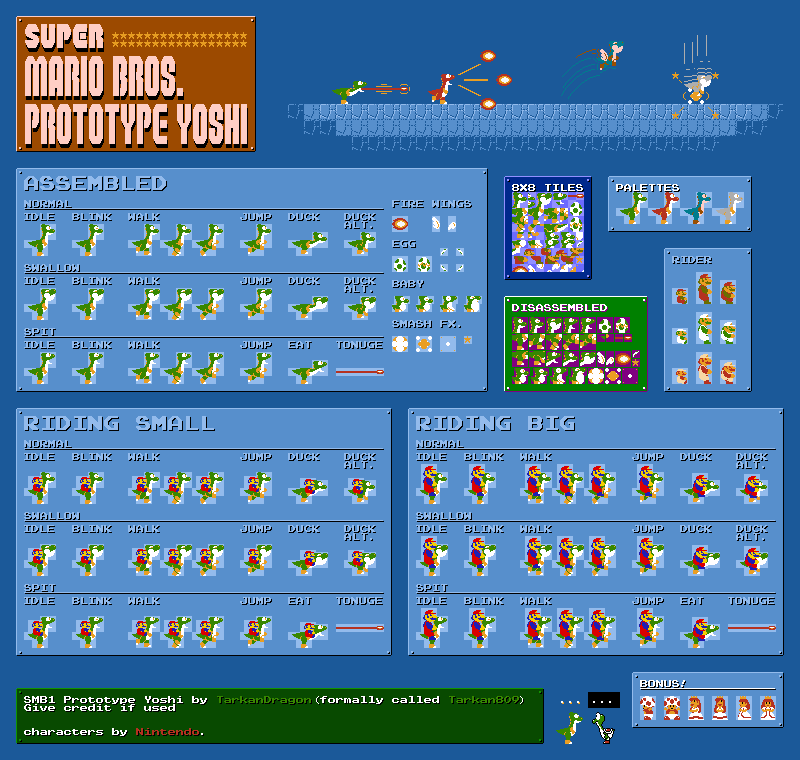 SUPER
MARIO BROS.
PROTOTYPE YOSHI
ASSEMBLED
NORMAL
IDLE BLINK WALK JUMP DUCK DUCK ALT.
SWALLOW
IDLE BLINK WALK JUMP DUCK DUCK ALT.
SPIT
IDLE BLINK WALK JUMP EAT TONUGE
FIRE WINGS
EGG
BABY
SMASH FX.
8X8 TILES
PALETTES
DISASSEMBLED
RIDER
RIDING SMALL
NORMAL
IDLE BLINK WALK JUMP DUCK DUCK ALT.
SWALLOW
IDLE BLINK WALK JUMP DUCK DUCK ALT.
SPIT
IDLE BLINK WALK JUMP EAT TONUGE
RIDING BIG
NORMAL
IDLE BLINK WALK JUMP DUCK DUCK ALT.
SWALLOW
IDLE BLINK WALK JUMP DUCK DUCK ALT.
SPIT
IDLE BLINK WALK JUMP EAT TONUGE
SMB1 Prototype Yoshi by TarkanDragon(formally called Tarkan809)
Give credit if used
characters by Nintendo.
... ...
BONUS!